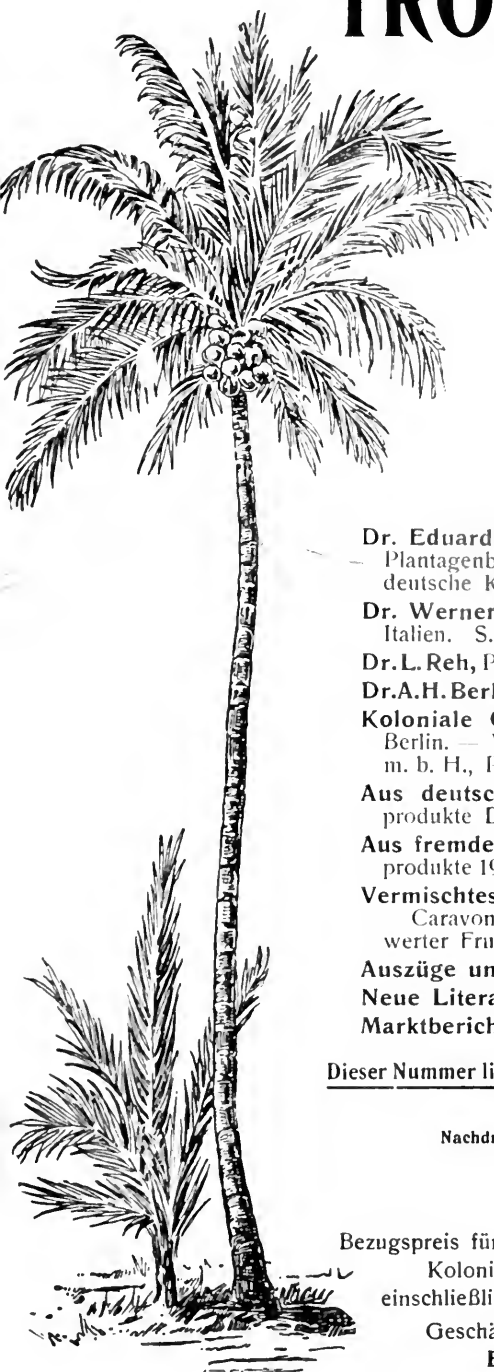 TRO
Dr. Eduard
Plantagenb
deutsche K
Dr. Werner
Italien. S.
Dr. L. Reh, P
Dr. A. H. Berl
Koloniale
Berlin. —
m. b. H.,
Aus deutsc
produkte D
Aus fremde
produkte 19
Vermischtes
Caravon
werter Fru
Auszüge un
Neue Litera
Marktberich
Dieser Nummer li
Nachdr
Bezugspreis für
Koloni
einschließli
Geschä